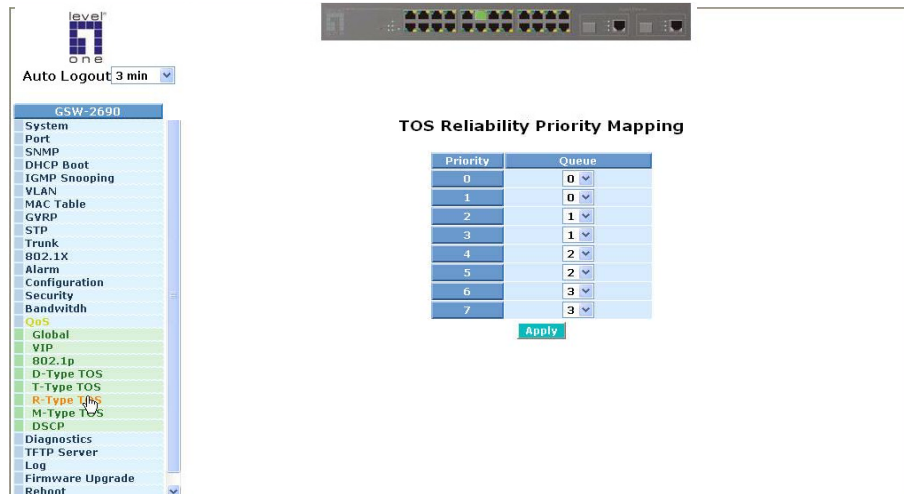 level
one
Auto Logout 3 min
GSW-2690
System
Port
SNMP
DHCP Boot
IGMP Snooping
VLAN
MAC Table
GVRP
STP
Trunk
802.1X
Alarm
Configuration
Security
Bandwitdh
QoS
Global
VIP
802.1p
D-Type TOS
T-Type TOS
R-Type TOS
M-Type TOS
DSCP
Diagnostics
TFTP Server
Log
Firmware Upgrade
Reboot
TOS Reliability Priority Mapping
Priority Queue
0 0
1 0
2 1
3 1
4 2
5 2
6 3
7 3
Apply